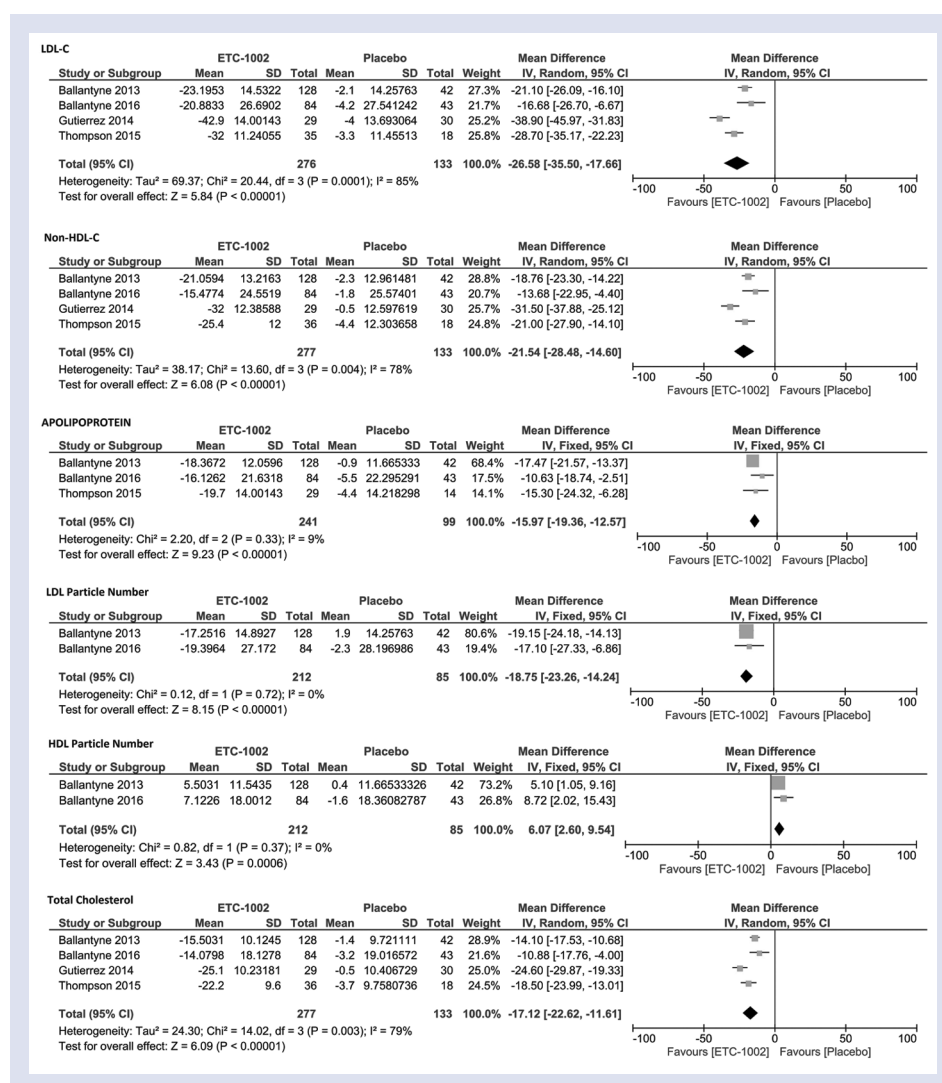 LDL-C
ETC-1002 Placebo Mean Difference Mean Difference
Study or Subgroup Mean SD Total Mean SD Total Weight IV, Random, 95% CI IV, Random, 95% CI
Ballantyne 2013 -23.1953 14.5322 128 -2.1 14.25763 42 27.3% -21.10 [-26.09, -16.10]
Ballantyne 2016 -20.8833 26.6902 84 -4.2 27.541242 43 21.7% -16.68 [-26.70, -6.67]
Gutierrez 2014 -42.9 14.00143 29 -4 13.693064 30 25.2% -38.90 [-45.97, -31.83]
Thompson 2015 -32 11.24055 35 -3.3 11.45513 18 25.8% -28.70 [-35.17, -22.23]
Total (95% CI) 276 133 100.0% -26.58 [-35.50, -17.66]
Heterogeneity: Tau² = 69.37; Chi² = 20.44, df = 3 (P = 0.0001); I² = 85%
Test for overall effect: Z = 5.84 (P < 0.00001)
-100 -50 0 50 100
Favours [ETC-1002] Favours [Placebo]
Non-HDL-C
ETC-1002 Placebo Mean Difference Mean Difference
Study or Subgroup Mean SD Total Mean SD Total Weight IV, Random, 95% CI IV, Random, 95% CI
Ballantyne 2013 -21.0594 13.2163 128 -2.3 12.961481 42 28.8% -18.76 [-23.30, -14.22]
Ballantyne 2016 -15.4774 24.5519 84 -1.8 25.57401 43 20.7% -13.68 [-22.95, -4.40]
Gutierrez 2014 -32 12.38588 29 -0.5 12.597619 30 25.7% -31.50 [-37.88, -25.12]
Thompson 2015 -25.4 12 36 -4.4 12.303658 18 24.8% -21.00 [-27.90, -14.10]
Total (95% CI) 277 133 100.0% -21.54 [-28.48, -14.60]
Heterogeneity: Tau² = 38.17; Chi² = 13.60, df = 3 (P = 0.004); I² = 78%
Test for overall effect: Z = 6.08 (P < 0.00001)
-100 -50 0 50 100
Favours [ETC-1002] Favours [Placebo]
APOLIPOPROTEIN
ETC-1002 Placebo Mean Difference Mean Difference
Study or Subgroup Mean SD Total Mean SD Total Weight IV, Fixed, 95% CI IV, Fixed, 95% CI
Ballantyne 2013 -18.3672 12.0596 128 -0.9 11.665333 42 68.4% -17.47 [-21.57, -13.37]
Ballantyne 2016 -16.1262 21.6318 84 -5.5 22.295291 43 17.5% -10.63 [-18.74, -2.51]
Thompson 2015 -19.7 14.00143 29 -4.4 14.218298 14 14.1% -15.30 [-24.32, -6.28]
Total (95% CI) 241 99 100.0% -15.97 [-19.36, -12.57]
Heterogeneity: Chi² = 2.20, df = 2 (P = 0.33); I² = 9%
Test for overall effect: Z = 9.23 (P < 0.00001)
-100 -50 0 50 100
Favours [ETC-1002] Favours [Placbo]
LDL Particle Number
ETC-1002 Placebo Mean Difference Mean Difference
Study or Subgroup Mean SD Total Mean SD Total Weight IV, Fixed, 95% CI IV, Fixed, 95% CI
Ballantyne 2013 -17.2516 14.8927 128 1.9 14.25763 42 80.6% -19.15 [-24.18, -14.13]
Ballantyne 2016 -19.3964 27.172 84 -2.3 28.196986 43 19.4% -17.10 [-27.33, -6.86]
Total (95% CI) 212 85 100.0% -18.75 [-23.26, -14.24]
Heterogeneity: Chi² = 0.12, df = 1 (P = 0.72); I² = 0%
Test for overall effect: Z = 8.15 (P < 0.00001)
-100 -50 0 50 100
Favours [ETC-1002] Favours [Placebo]
HDL Particle Number
ETC-1002 Placebo Mean Difference Mean Difference
Study or Subgroup Mean SD Total Mean SD Total Weight IV, Fixed, 95% CI IV, Fixed, 95% CI
Ballantyne 2013 5.5031 11.5435 128 0.4 11.66533326 42 73.2% 5.10 [1.05, 9.16]
Ballantyne 2016 7.1226 18.0012 84 -1.6 18.36082787 43 26.8% 8.72 [2.02, 15.43]
Total (95% CI) 212 85 100.0% 6.07 [2.60, 9.54]
Heterogeneity: Chi² = 0.82, df = 1 (P = 0.37); I² = 0%
Test for overall effect: Z = 3.43 (P = 0.0006)
-100 -50 0 50 100
Favours [ETC-1002] Favours [Placebo]
Total Cholesterol
ETC-1002 Placebo Mean Difference Mean Difference
Study or Subgroup Mean SD Total Mean SD Total Weight IV, Random, 95% CI IV, Random, 95% CI
Ballantyne 2013 -15.5031 10.1245 128 -1.4 9.721111 42 28.9% -14.10 [-17.53, -10.68]
Ballantyne 2016 -14.0798 18.1278 84 -3.2 19.016572 43 21.6% -10.88 [-17.76, -4.00]
Gutierrez 2014 -25.1 10.23181 29 -0.5 10.406729 30 25.0% -24.60 [-29.87, -19.33]
Thompson 2015 -22.2 9.6 36 -3.7 9.7580736 18 24.5% -18.50 [-23.99, -13.01]
Total (95% CI) 277 133 100.0% -17.12 [-22.62, -11.61]
Heterogeneity: Tau² = 24.30; Chi² = 14.02, df = 3 (P = 0.003); I² = 79%
Test for overall effect: Z = 6.09 (P < 0.00001)
-100 -50 0 50 100
Favours [ETC-1002] Favours [Placebo]